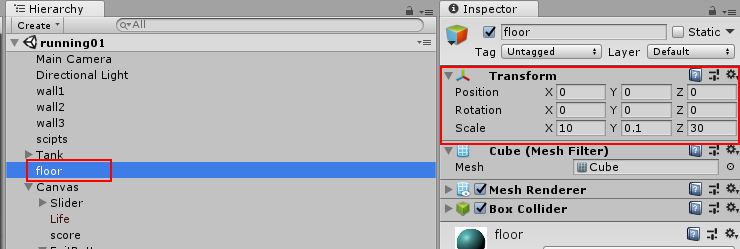 Hierarchy
Create
All
running01
Main Camera
Directional Light
wall1
wall2
wall3
scipts
Tank
floor
Canvas
Slider
Life
score
Inspector
floor
Static
Tag Untagged Layer Default
Transform
Position X 0 Y 0 Z 0
Rotation X 0 Y 0 Z 0
Scale X 10 Y 0.1 Z 30
Cube (Mesh Filter)
Mesh Cube
Mesh Renderer
Box Collider
floor